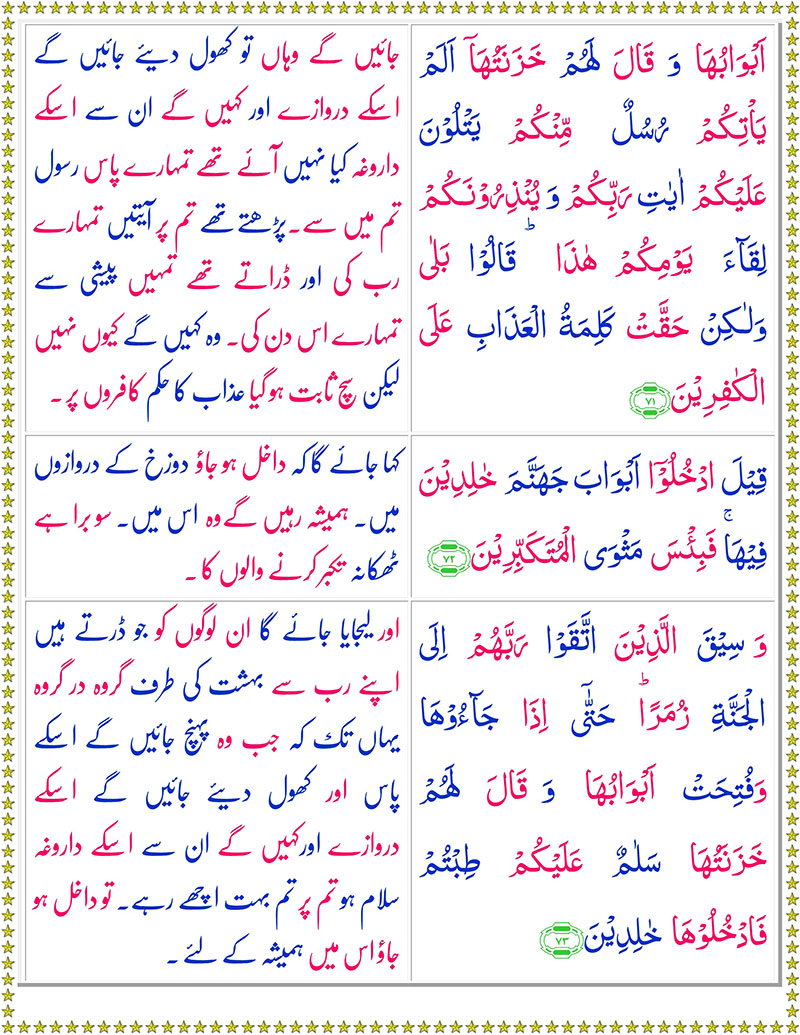 اَبْوَابُهَا وَ قَالَ لَهُمْ خَزَنَتُهَاۤ اَلَمْ
يَاْتِكُمْ رُسُلٌ مِّنْكُمْ يَتْلُوْنَ
عَلَيْكُمْ اٰيٰتِ رَبِّكُمْ وَ يُنْذِرُوْنَكُمْ
لِقَآءَ يَوْمِكُمْ هٰذَا ؕ قَالُوْا بَلٰى
وَلٰكِنْ حَقَّتْ كَلِمَةُ الْعَذَابِ عَلَى
الْكٰفِرِيْنَ ﴿۷۱﴾
جائیں گے وہاں تو کھول دیئے جائیں گے
اسکے دروازے اور کہیں گے ان سے اسکے
داروغہ کیا نہیں آئے تھے تمہارے پاس رسول
تم میں سے۔ پڑھتے تھے تم پر آیتیں تمہارے
رب کی اور ڈراتے تھے تمہیں پیشی سے
تمہارے اس دن کی۔ وہ کہیں گے کیوں نہیں
لیکن سچ ثابت ہوگیا عذاب کا حکم کافروں پر۔
قِيْلَ ادْخُلُوْۤا اَبْوَابَ جَهَنَّمَ خٰلِدِيْنَ
فِيْهَا ۚ فَبِئْسَ مَثْوَى الْمُتَكَبِّرِيْنَ ﴿۷۲﴾
کہا جائے گا کہ داخل ہو جاؤ دوزخ کے دروازوں
میں۔ ہمیشہ رہیں گے وہ اس میں۔ سو برا ہے
ٹھکانہ تکبر کرنے والوں کا۔
وَ سِيْقَ الَّذِيْنَ اتَّقَوْا رَبَّهُمْ اِلَى
الْجَنَّةِ زُمَرًا ؕ حَتّٰۤى اِذَا جَآءُوْهَا
وَفُتِحَتْ اَبْوَابُهَا وَ قَالَ لَهُمْ
خَزَنَتُهَا سَلٰمٌ عَلَيْكُمْ طِبْتُمْ
فَادْخُلُوْهَا خٰلِدِيْنَ ﴿۷۳﴾
اور لیجایا جائے گا ان لوگوں کو جو ڈرتے ہیں
اپنے رب سے بہشت کی طرف گروہ در گروہ
یہاں تک کہ جب وہ پہنچ جائیں گے اسکے
پاس اور کھول دیئے جائیں گے اسکے
دروازے اور کہیں گے ان سے اسکے داروغہ
سلام ہو تم پر تم بہت اچھے رہے۔ تو داخل ہو
جاؤ اس میں ہمیشہ کے لئے۔